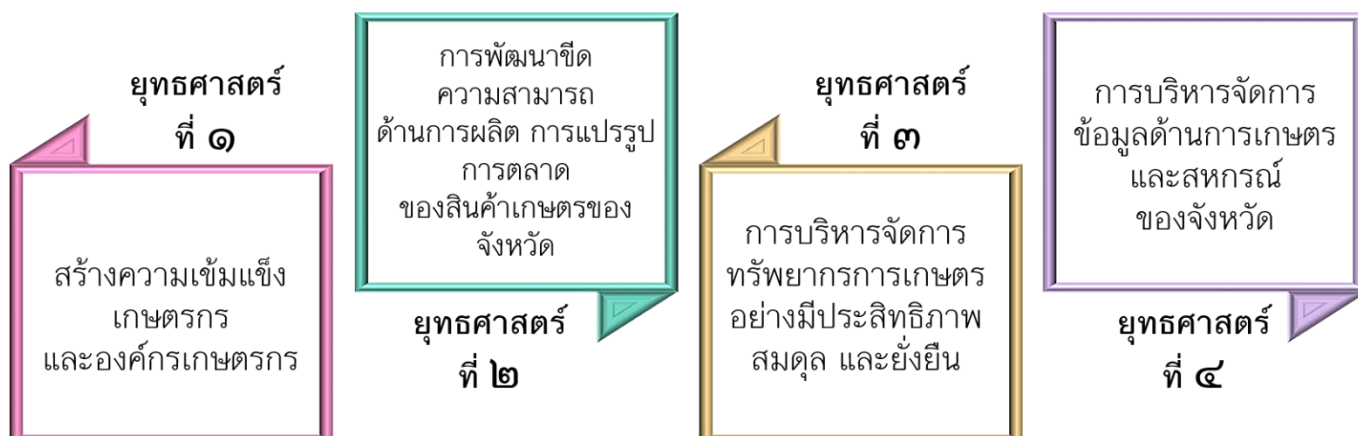 ยุทธศาสตร์
ที่ ๑
สร้างความเข้มแข็ง
เกษตรกร
และองค์กรเกษตรกร
การพัฒนาขีด
ความสามารถ
ด้านการผลิต การแปรรูป
การตลาด
ของสินค้าเกษตรของ
จังหวัด
ยุทธศาสตร์
ที่ ๒
ยุทธศาสตร์
ที่ ๓
การบริหารจัดการ
ทรัพยากรการเกษตร
อย่างมีประสิทธิภาพ
สมดุล และยั่งยืน
การบริหารจัดการ
ข้อมูลด้านการเกษตร
และสหกรณ์
ของจังหวัด
ยุทธศาสตร์
ที่ ๔